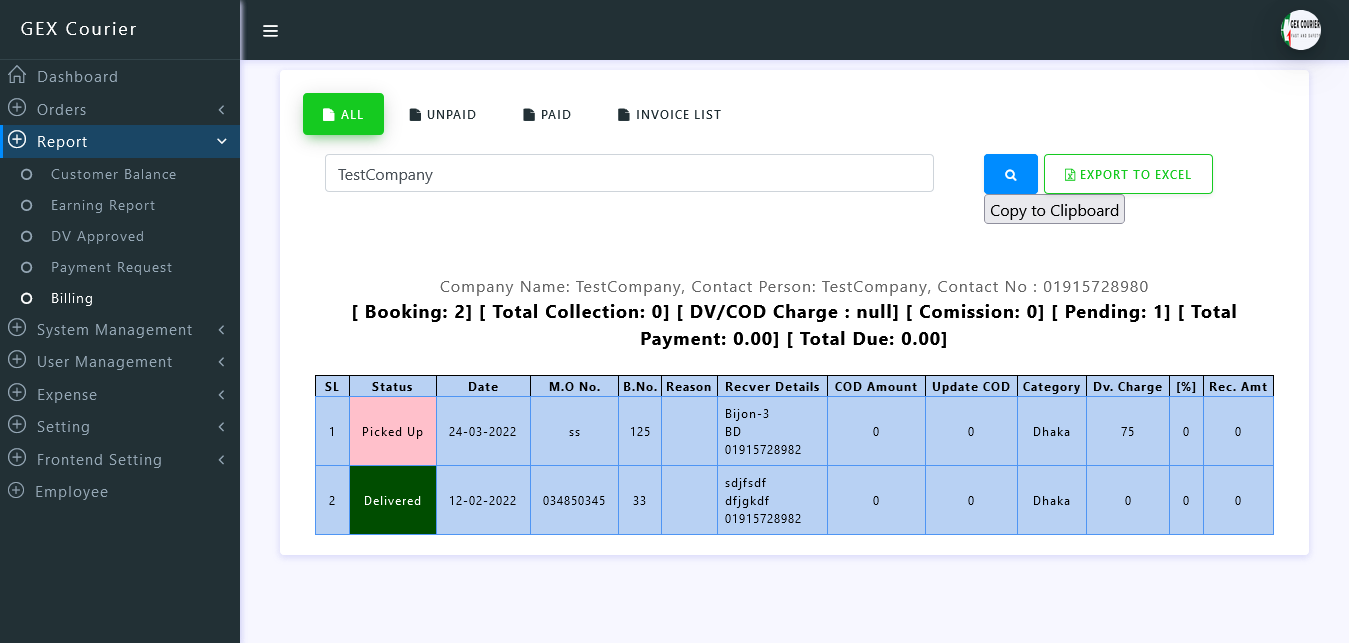 GEX Courier
GEX COURIER
Dashboard
Orders
Report
Customer Balance
Earning Report
DV Approved
Payment Request
Billing
System Management
User Management
Expense
Setting
Frontend Setting
Employee
ALL UNPAID PAID INVOICE LIST
TestCompany
EXPORT TO EXCEL
Copy to Clipboard
Company Name: TestCompany, Contact Person: TestCompany, Contact No : 01915728980
[ Booking: 2] [ Total Collection: 0] [ DV/COD Charge : null] [ Comission: 0] [ Pending: 1] [ Total
Payment: 0.00] [ Total Due: 0.00]
SL Status Date M.O No. B.No. Reason Recver Details COD Amount Update COD Category Dv. Charge [%] Rec. Amt
1 Picked Up 24-03-2022 ss 125 Bijon-3
BD
01915728982 0 0 Dhaka 75 0 0
2 Delivered 12-02-2022 034850345 33 sdjfsdf
dfjgkdf
01915728982 0 0 Dhaka 0 0 0